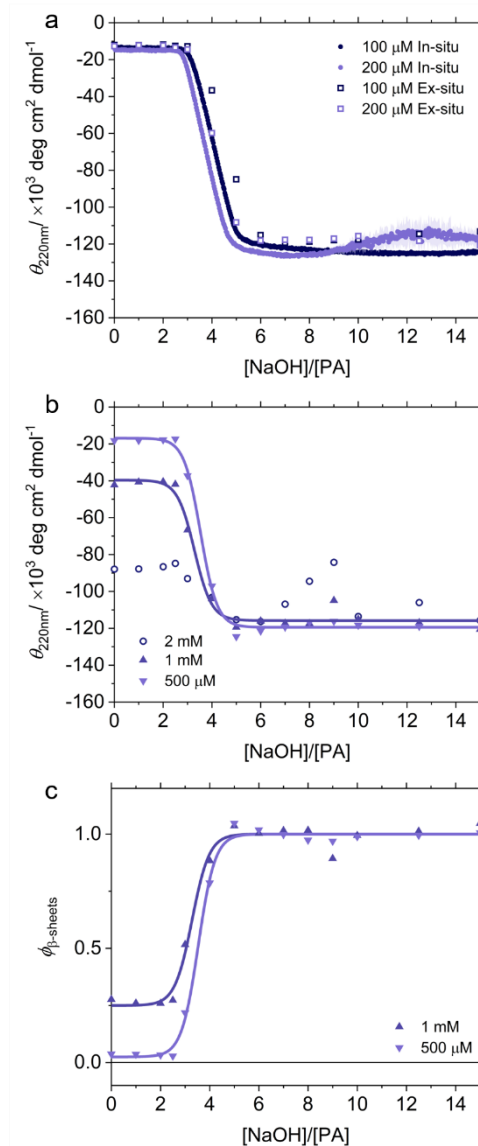 a
0
-20
-40
-60
-80
-100
-120
-140
-160
θ220nm/ ×10³ deg cm² dmol⁻¹
100 μM In-situ
200 μM In-situ
100 μM Ex-situ
200 μM Ex-situ
0 2 4 6 8 10 12 14
[NaOH]/[PA]
b
0
-20
-40
-60
-80
-100
-120
-140
-160
θ220nm/ ×10³ deg cm² dmol⁻¹
2 mM
1 mM
500 μM
0 2 4 6 8 10 12 14
[NaOH]/[PA]
c
1.0
0.5
0.0
ϕβ-sheets
1 mM
500 μM
0 2 4 6 8 10 12 14
[NaOH]/[PA]